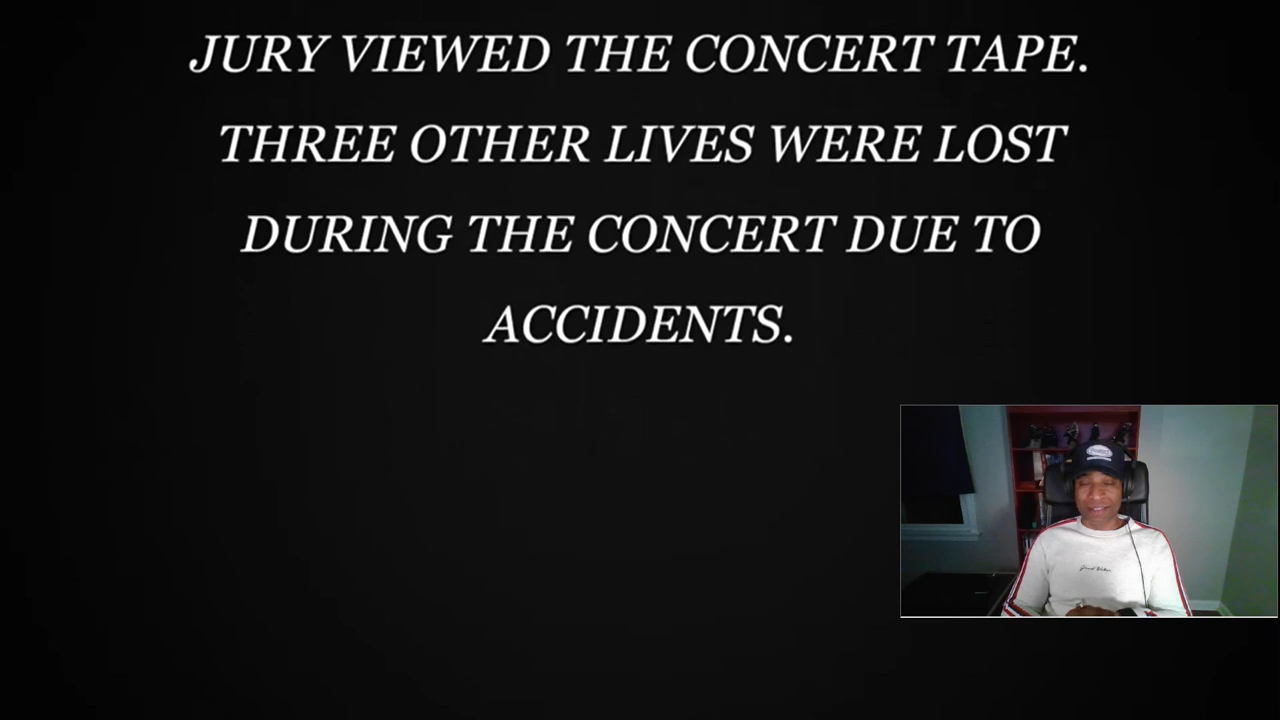 JURY VIEWED THE CONCERT TAPE.
THREE OTHER LIVES WERE LOST
DURING THE CONCERT DUE TO
ACCIDENTS.